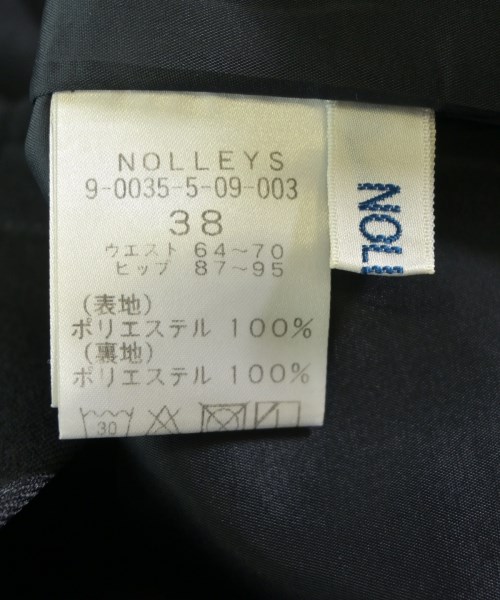 NOLLEYS
9-0035-5-09-003
38
ウエスト 64~70
ヒップ 87~95
(表地)
ポリエステル 100%
(裏地)
ポリエステル 100%
30
NOL